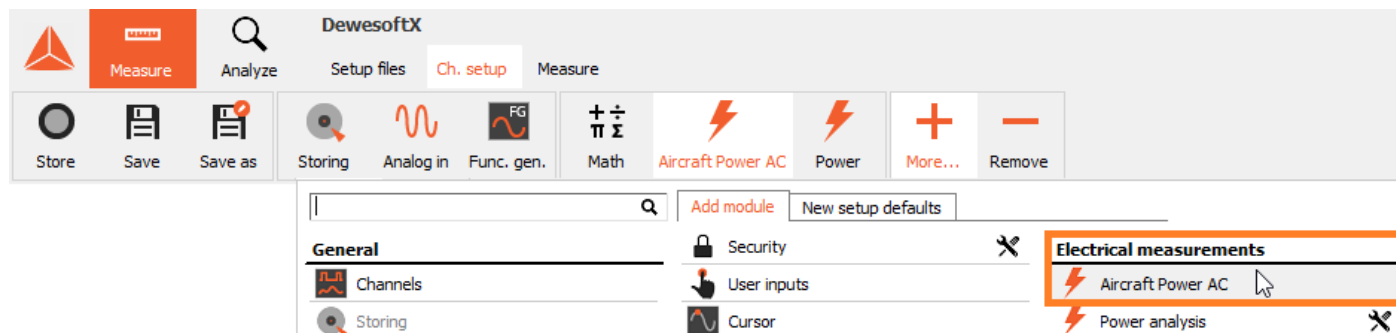 DewesoftX
Measure
Analyze
Setup files
Ch. setup
Measure
Store
Save
Save as
Storing
Analog in
FG
Func. gen.
+ ÷
π Σ
Math
Aircraft Power AC
Power
More...
Remove
Add module
New setup defaults
General
Security
Electrical measurements
Channels
User inputs
Aircraft Power AC
Storing
Cursor
Power analysis